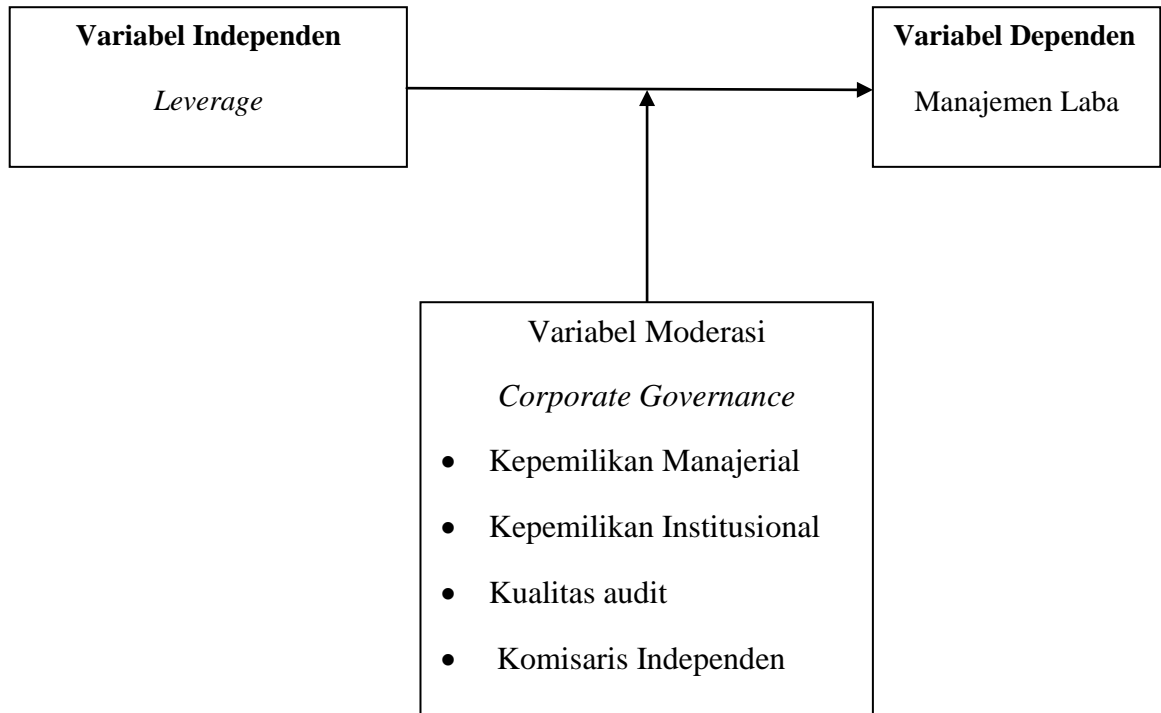 Variabel Independen
Leverage
Variabel Dependen
Manajemen Laba
Variabel Moderasi
Corporate Governance
• Kepemilikan Manajerial
• Kepemilikan Institusional
• Kualitas audit
• Komisaris Independen